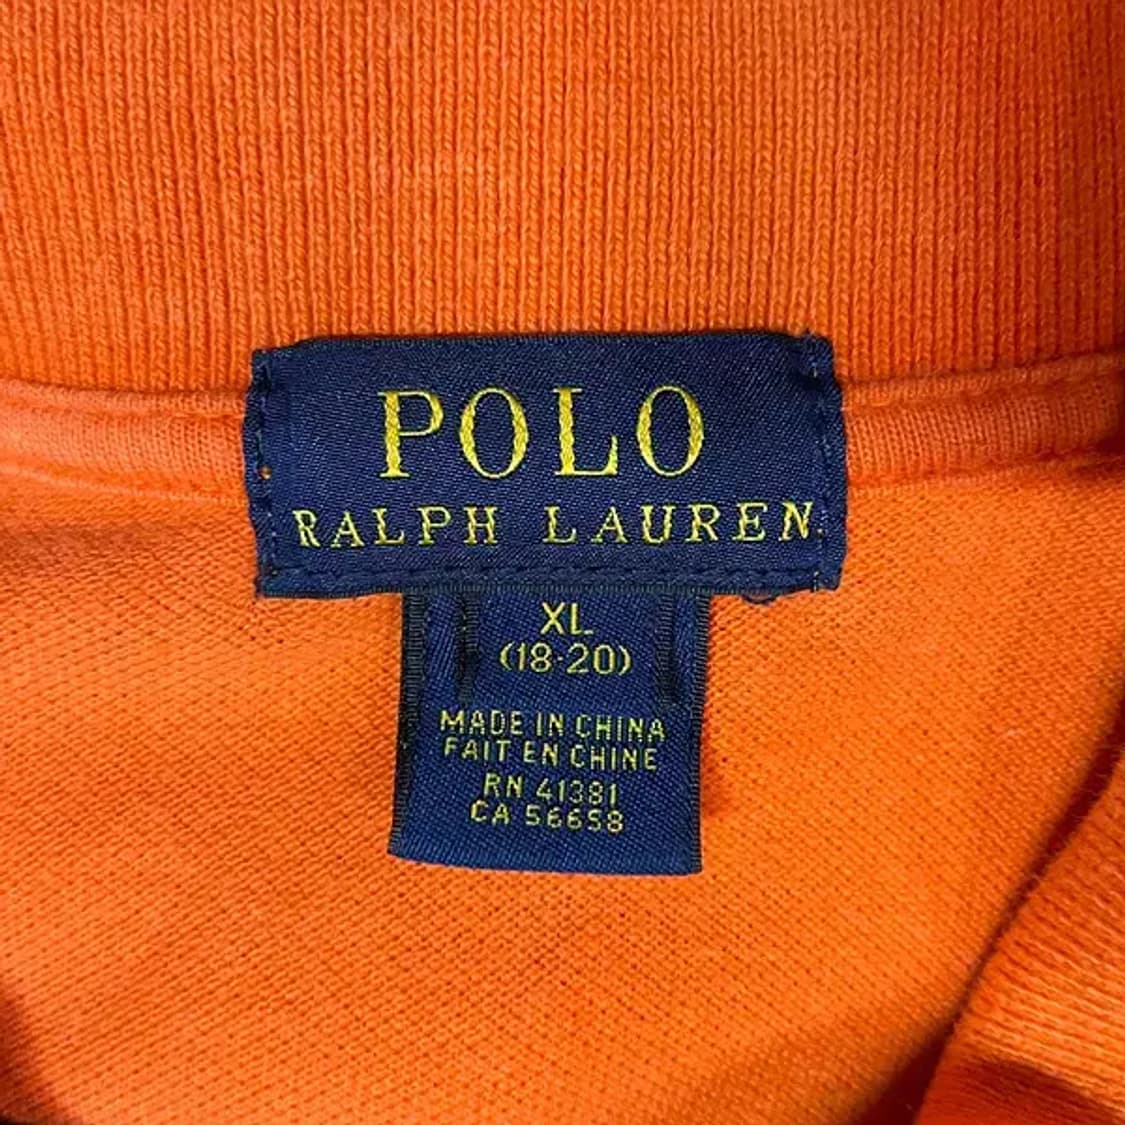 POLO
RALPH LAUREN
XL
(18-20)
MADE IN CHINA
FAIT EN CHINE
RN 41381
CA 56658